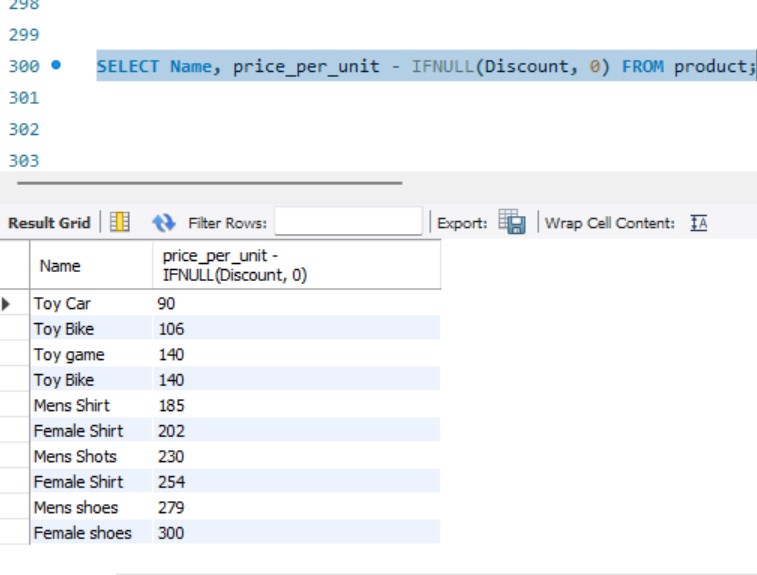 298
299
300 SELECT Name, price_per_unit - IFNULL(Discount, 0) FROM product;
301
302
303
Result Grid Filter Rows: Export: Wrap Cell Content: IA
Name price_per_unit -
IFNULL(Discount, 0)
Toy Car 90
Toy Bike 106
Toy game 140
Toy Bike 140
Mens Shirt 185
Female Shirt 202
Mens Shots 230
Female Shirt 254
Mens shoes 279
Female shoes 300